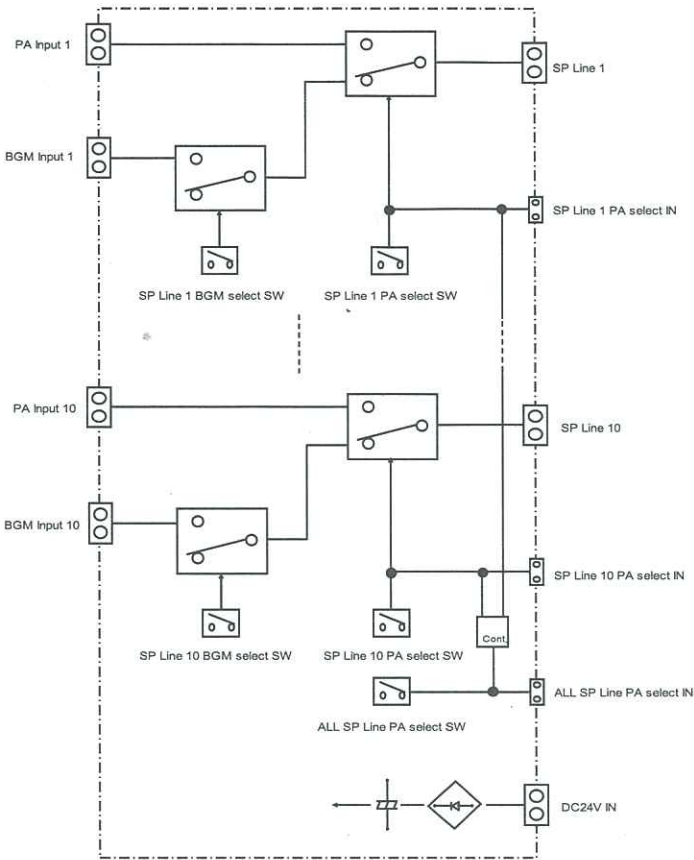 PA Input 1
SP Line 1
BGM Input 1
SP Line 1 PA select IN
SP Line 1 BGM select SW
SP Line 1 PA select SW
PA Input 10
SP Line 10
BGM Input 10
SP Line 10 PA select IN
Cont.
SP Line 10 BGM select SW
SP Line 10 PA select SW
ALL SP Line PA select IN
ALL SP Line PA select SW
DC24V IN